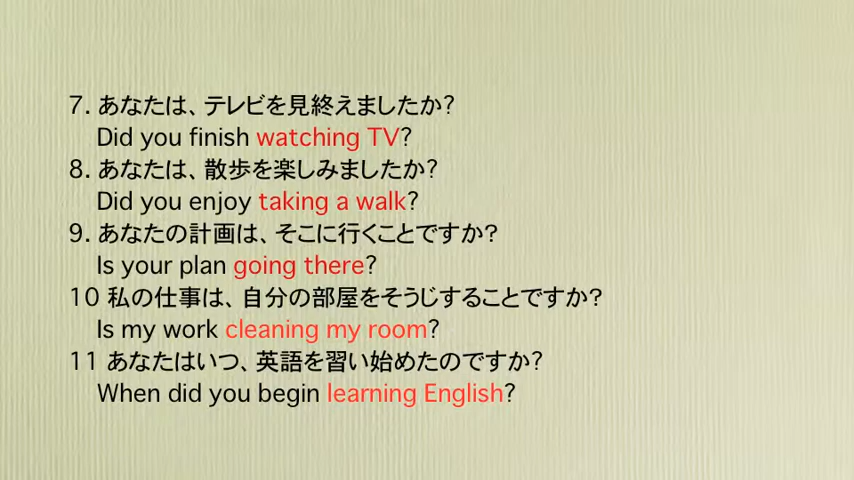 7. あなたは、テレビを見終えましたか?
Did you finish watching TV?
8. あなたは、散歩を楽しみましたか?
Did you enjoy taking a walk?
9. あなたの計画は、そこに行くことですか?
Is your plan going there?
10 私の仕事は、自分の部屋をそうじすることですか?
Is my work cleaning my room?
11 あなたはいつ、英語を習い始めたのですか?
When did you begin learning English?